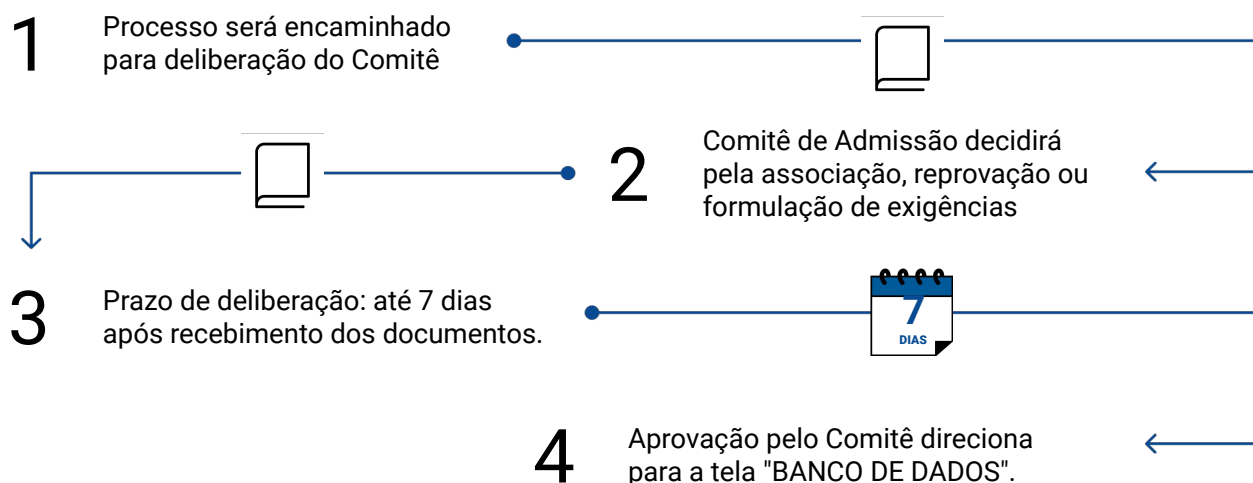 1
Processo será encaminhado
para deliberação do Comitê
2
Comitê de Admissão decidirá
pela associação, reprovação ou
formulação de exigências
3
Prazo de deliberação: até 7 dias
após recebimento dos documentos.
7
DIAS
4
Aprovação pelo Comitê direciona
para a tela "BANCO DE DADOS".